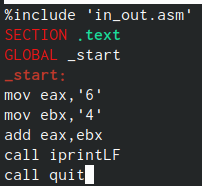 %include 'in_out.asm'
SECTION .text
GLOBAL _start
_start:
mov eax,'6'
mov ebx,'4'
add eax,ebx
call iprintLF
call quit